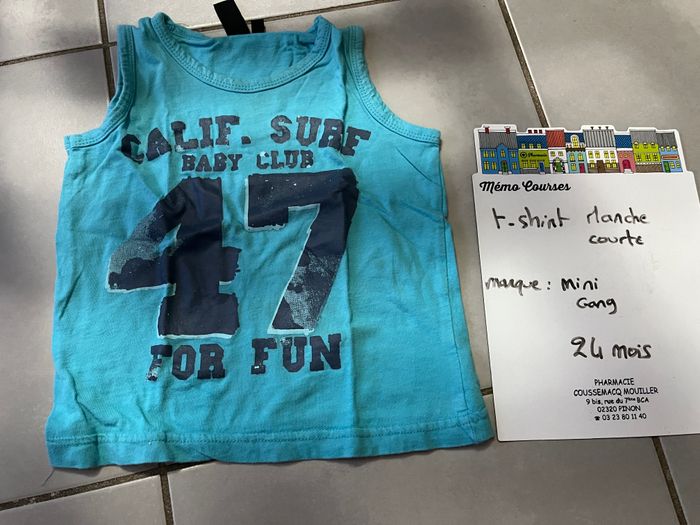 CALIF. SURF
BABY CLUB
47
FOR FUN
Pharmacie
Mémo Courses
t-shirt Manche
courte
marque : Mini
Gang
24 mois
PHARMACIE
COUSSEMACQ MOUILLER
9 bis, rue du 7ème BCA
02320 PINON
☎ 03 23 80 11 40